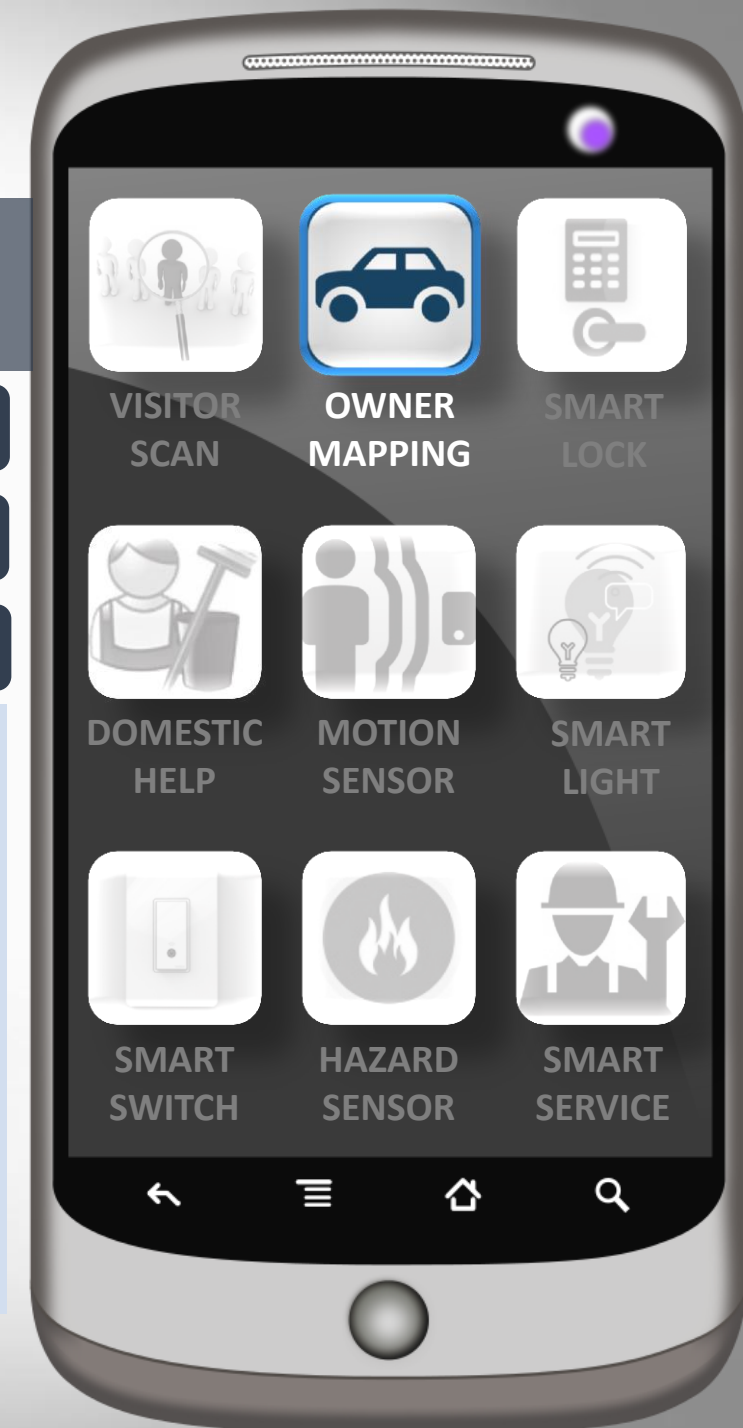 VISITOR
SCAN
OWNER
MAPPING
SMART
LOCK
DOMESTIC
HELP
MOTION
SENSOR
SMART
LIGHT
SMART
SWITCH
HAZARD
SENSOR
SMART
SERVICE